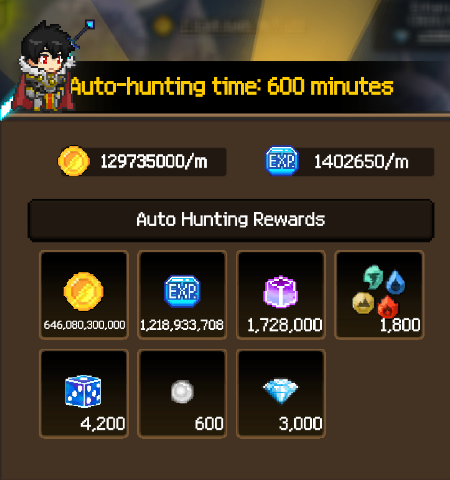 Auto-hunting time: 600 minutes
129735000/m
EXP. 1402650/m
Auto Hunting Rewards
EXP.
646,080,300,000 1,218,933,708 1,728,000 1,800
4,200 600 3,000